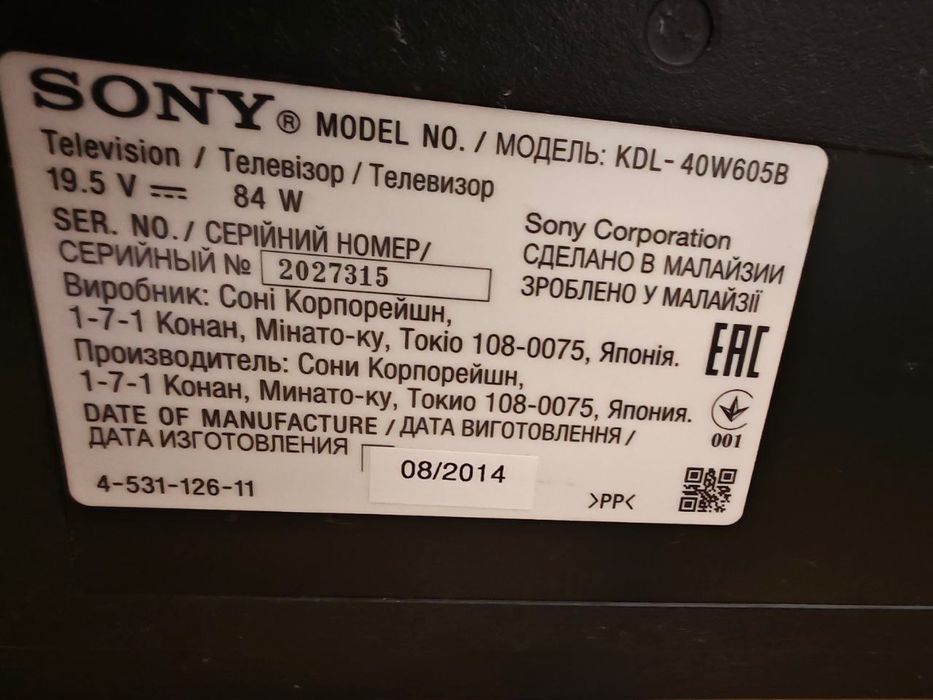 SONY® MODEL NO. / МОДЕЛЬ: KDL-40W605B
Television / Телевізор / Телевизор
19.5 V ⎓ 84 W
SER. NO. / СЕРІЙНИЙ НОМЕР/
СЕРИЙНЫЙ № 2027315
Sony Corporation
СДЕЛАНО В МАЛАЙЗИИ
ЗРОБЛЕНО У МАЛАЙЗІЇ
Виробник: Соні Корпорейшн,
1-7-1 Конан, Мінато-ку, Токіо 108-0075, Японія.
Производитель: Сони Корпорейшн,
1-7-1 Конан, Минато-ку, Токио 108-0075, Япония.
EAC
001
DATE OF MANUFACTURE / ДАТА ВИГОТОВЛЕННЯ /
ДАТА ИЗГОТОВЛЕНИЯ 08/2014
4-531-126-11
>PP<